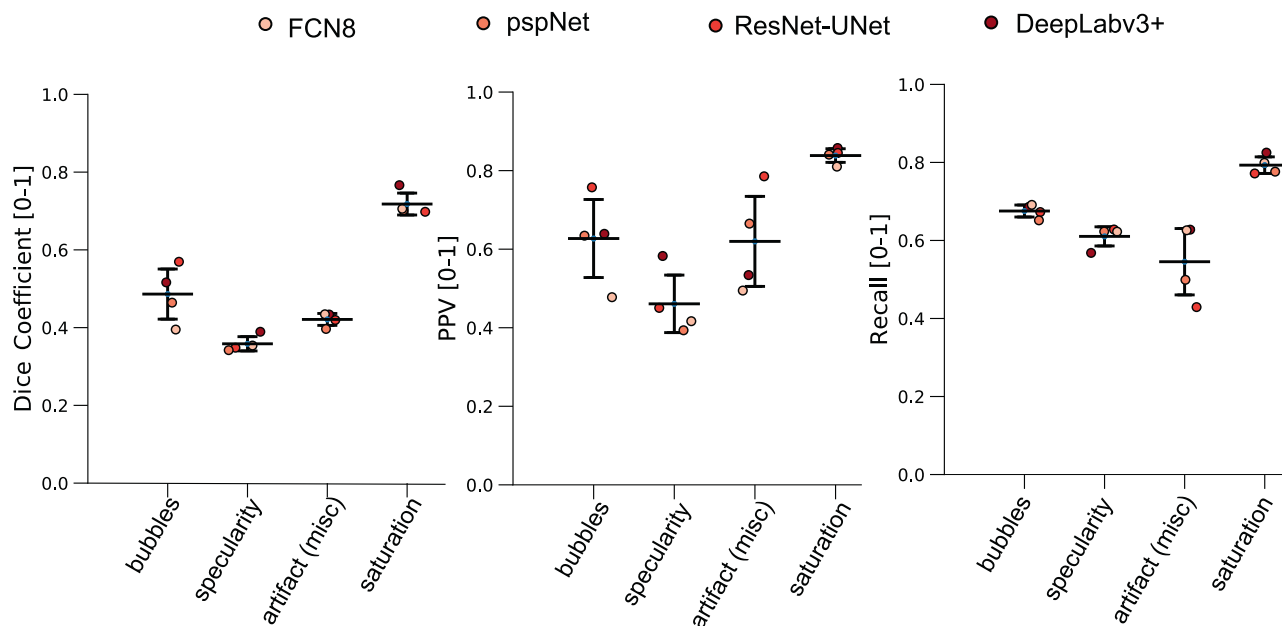 FCN8 pspNet ResNet-UNet DeepLabv3+
Dice Coefficient [0-1]
1.0
0.8
0.6
0.4
0.2
0.0
bubbles
specularity
artifact (misc)
saturation
PPV [0-1]
1.0
0.8
0.6
0.4
0.2
0.0
bubbles
specularity
artifact (misc)
saturation
Recall [0-1]
1.0
0.8
0.6
0.4
0.2
0.0
bubbles
specularity
artifact (misc)
saturation